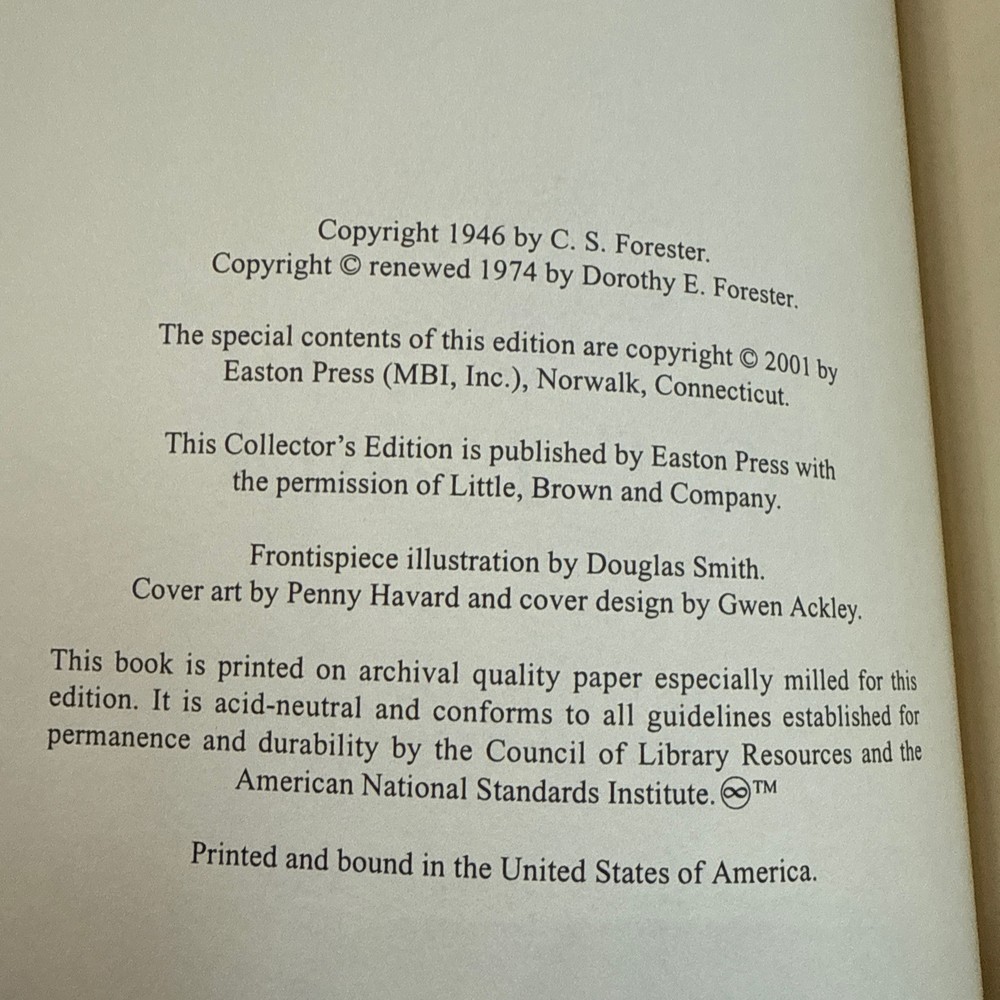 Copyright 1946 by C. S. Forester.
Copyright © renewed 1974 by Dorothy E. Forester.
The special contents of this edition are copyright © 2001 by
Easton Press (MBI, Inc.), Norwalk, Connecticut.
This Collector’s Edition is published by Easton Press with
the permission of Little, Brown and Company.
Frontispiece illustration by Douglas Smith.
Cover art by Penny Havard and cover design by Gwen Ackley.
This book is printed on archival quality paper especially milled for this
edition. It is acid-neutral and conforms to all guidelines established for
permanence and durability by the Council of Library Resources and the
American National Standards Institute. ♾™
Printed and bound in the United States of America.